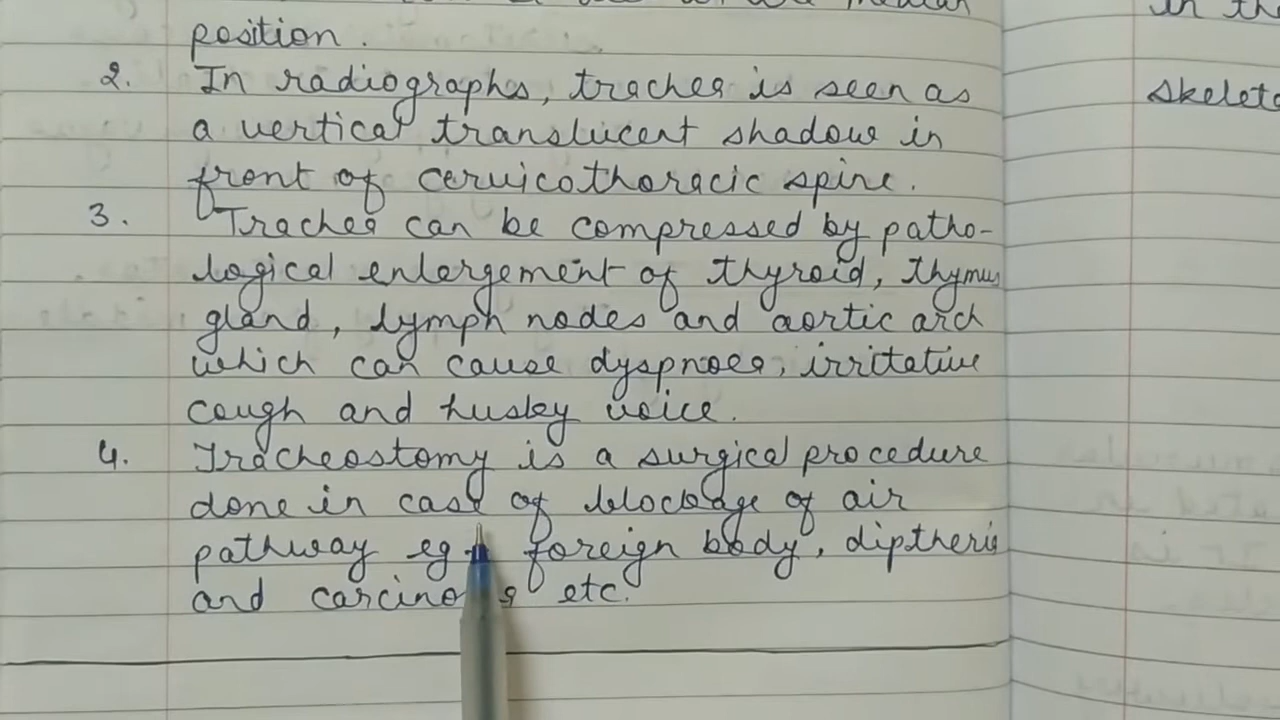 position.
2. In radiographs, trachea is seen as
a vertical translucent shadow in
front of cervicothoracic spine.
3. Trachea can be compressed by patho-
logical enlargement of thyroid, thymus
gland, lymph nodes and aortic arch
which can cause dyspnoea, irritative
cough and husky voice.
4. Tracheostomy is a surgical procedure
done in case of blockage of air
pathway eg. foreign body, diptheria
and etc.
in the